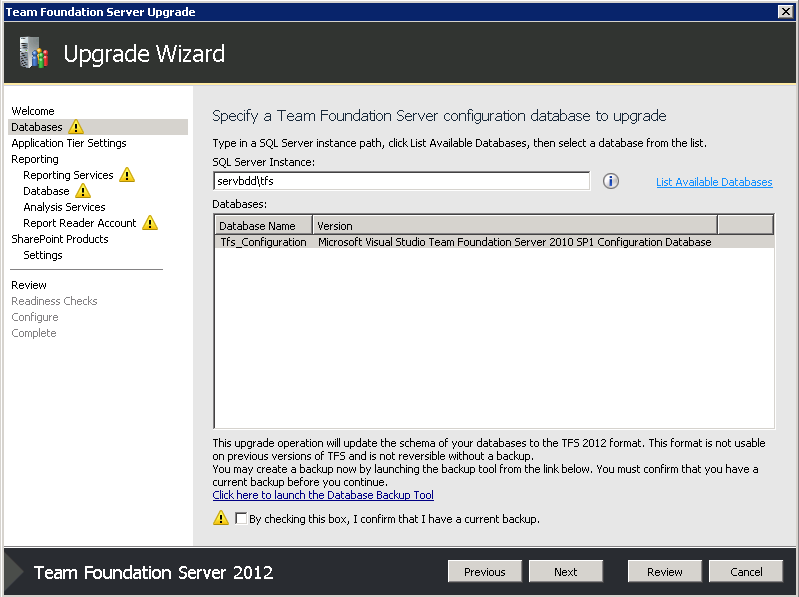 Team Foundation Server Upgrade
Upgrade Wizard
Welcome
Databases
Application Tier Settings
Reporting
Reporting Services
Database
Analysis Services
Report Reader Account
SharePoint Products
Settings
Review
Readiness Checks
Configure
Complete
Specify a Team Foundation Server configuration database to upgrade
Type in a SQL Server instance path, click List Available Databases, then select a database from the list.
SQL Server Instance:
servbdd\tfs
List Available Databases
Databases:
Database Name Version
Tfs_Configuration Microsoft Visual Studio Team Foundation Server 2010 SP1 Configuration Database
This upgrade operation will update the schema of your databases to the TFS 2012 format. This format is not usable
on previous versions of TFS and is not reversible without a backup.
You may create a backup now by launching the backup tool from the link below. You must confirm that you have a
current backup before you continue.
Click here to launch the Database Backup Tool
By checking this box, I confirm that I have a current backup.
Team Foundation Server 2012
Previous Next Review Cancel